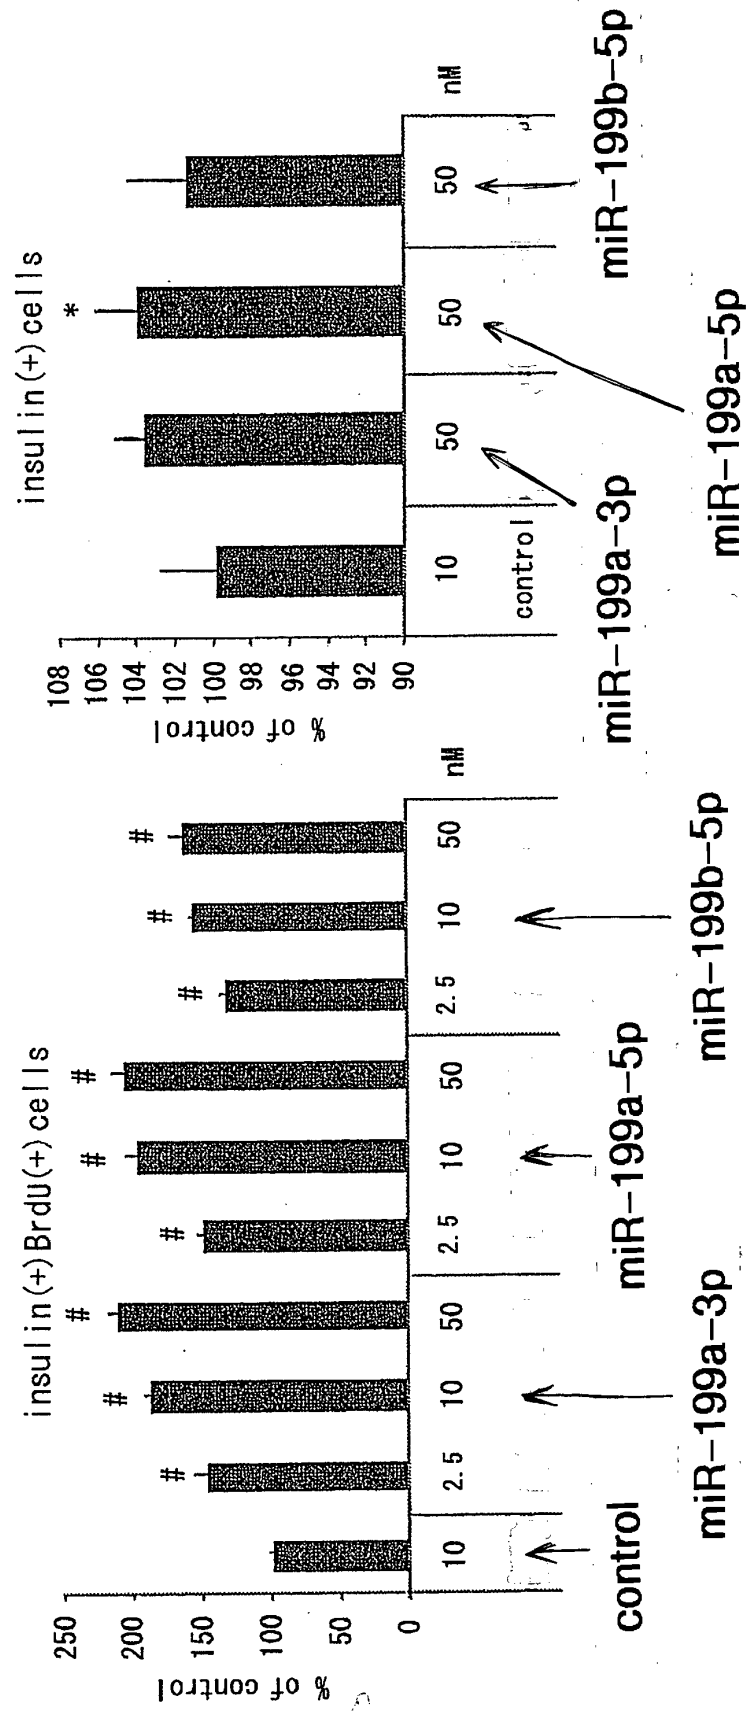 insulin(+)BrdU(+)cells
% of control
250
200
150
100
50
0
# # # # # # # # #
10 2.5 10 50 2.5 10 50 2.5 10 50 nM
control
miR-199a-3p
miR-199a-5p
miR-199b-5p
insulin(+)cells
% of control
108
106
104
102
100
98
96
94
92
90
*
10 50 50 50 nM
control
miR-199a-3p
miR-199a-5p
miR-199b-5p